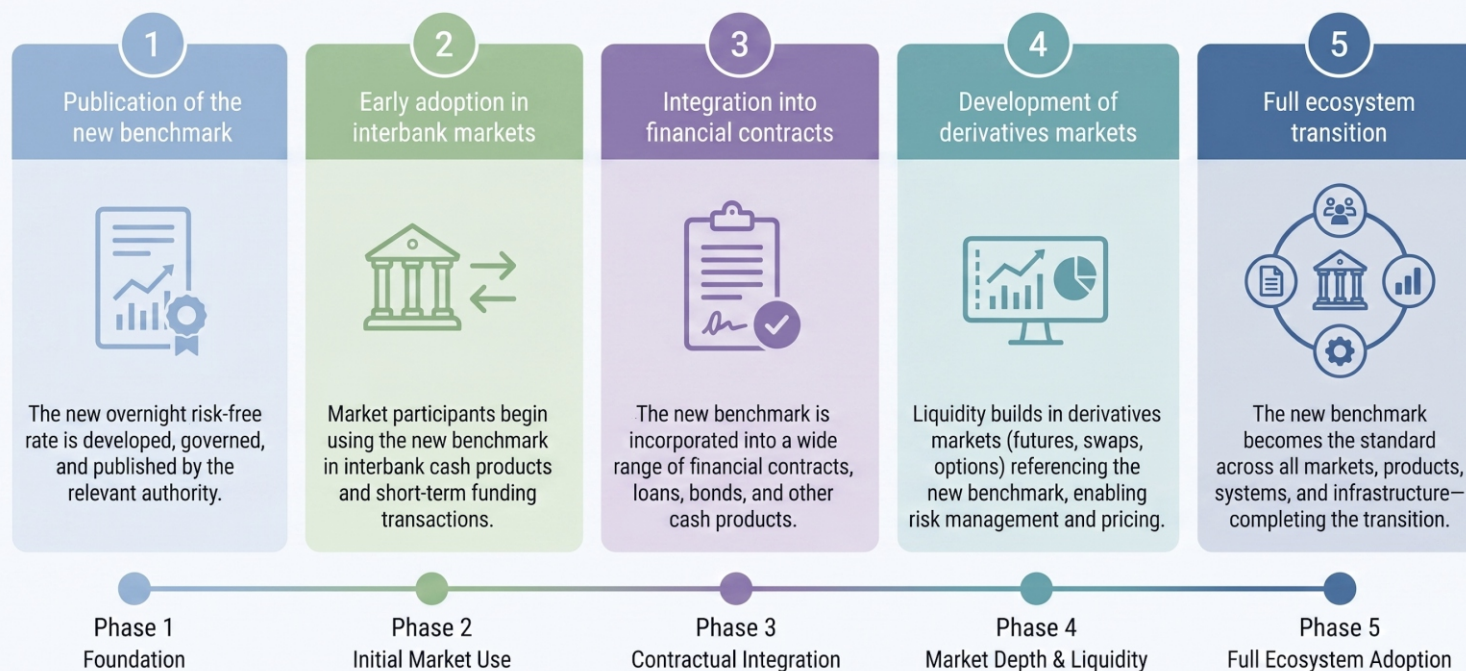 1
Publication of the
new benchmark
The new overnight risk-free
rate is developed, governed,
and published by the
relevant authority.
2
Early adoption in
interbank markets
Market participants begin
using the new benchmark
in interbank cash products
and short-term funding
transactions.
3
Integration into
financial contracts
The new benchmark is
incorporated into a wide
range of financial contracts,
loans, bonds, and other
cash products.
4
Development of
derivatives markets
Liquidity builds in derivatives
markets (futures, swaps,
options) referencing the
new benchmark, enabling
risk management and pricing.
5
Full ecosystem
transition
The new benchmark
becomes the standard
across all markets, products,
systems, and infrastructure—
completing the transition.
Phase 1
Foundation
Phase 2
Initial Market Use
Phase 3
Contractual Integration
Phase 4
Market Depth & Liquidity
Phase 5
Full Ecosystem Adoption